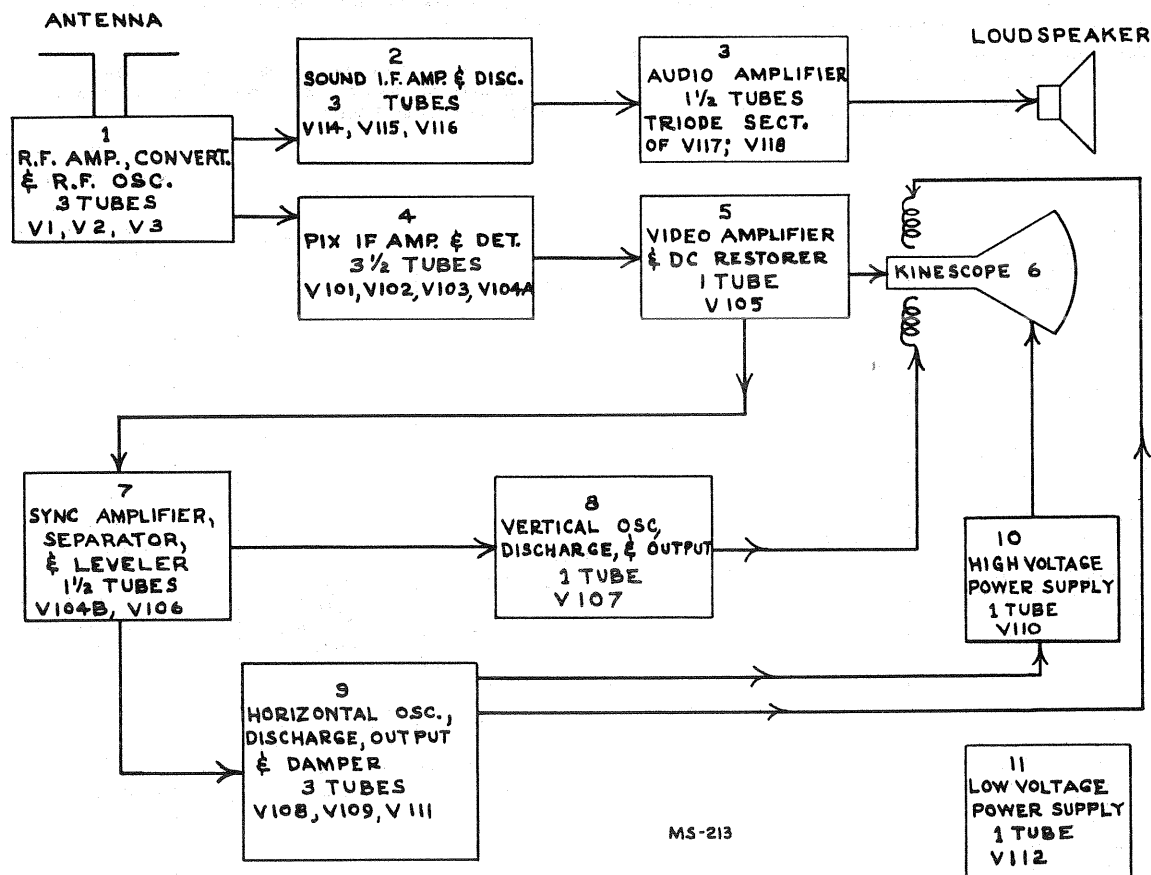 ANTENNA
1
R.F. AMP., CONVERT.
& R.F. OSC.
3 TUBES
V1, V2, V3
2
SOUND I.F. AMP. & DISC.
3 TUBES
V114, V115, V116
3
AUDIO AMPLIFIER
1½ TUBES
TRIODE SECT.
OF V117; V118
LOUDSPEAKER
4
PIX IF AMP. & DET.
3½ TUBES
V101, V102, V103, V104A
5
VIDEO AMPLIFIER
& DC RESTORER
1 TUBE
V105
KINESCOPE 6
7
SYNC AMPLIFIER,
SEPARATOR,
& LEVELER
1½ TUBES
V104B, V106
8
VERTICAL OSC,
DISCHARGE, & OUTPUT
1 TUBE
V107
9
HORIZONTAL OSC.,
DISCHARGE, OUTPUT
& DAMPER
3 TUBES
V108, V109, V111
10
HIGH VOLTAGE
POWER SUPPLY
1 TUBE
V110
11
LOW VOLTAGE
POWER SUPPLY
1 TUBE
V112
MS-213